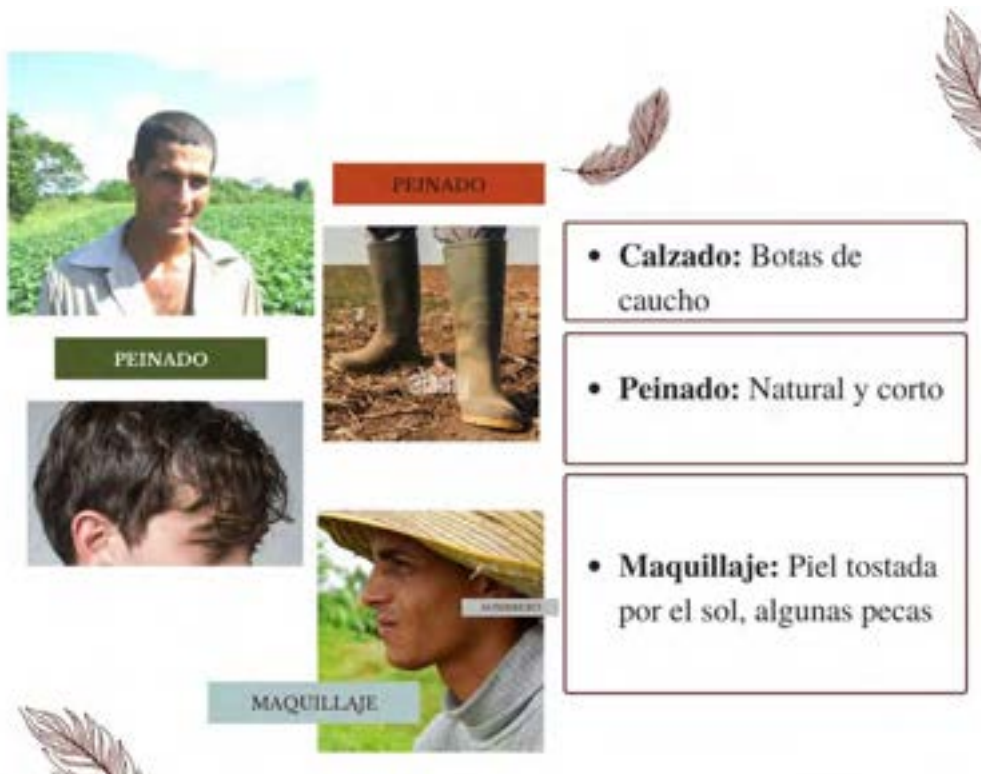 PEINADO
PEINADO
MAQUILLAJE
• Calzado: Botas de
caucho
• Peinado: Natural y corto
• Maquillaje: Piel tostada
por el sol, algunas pecas